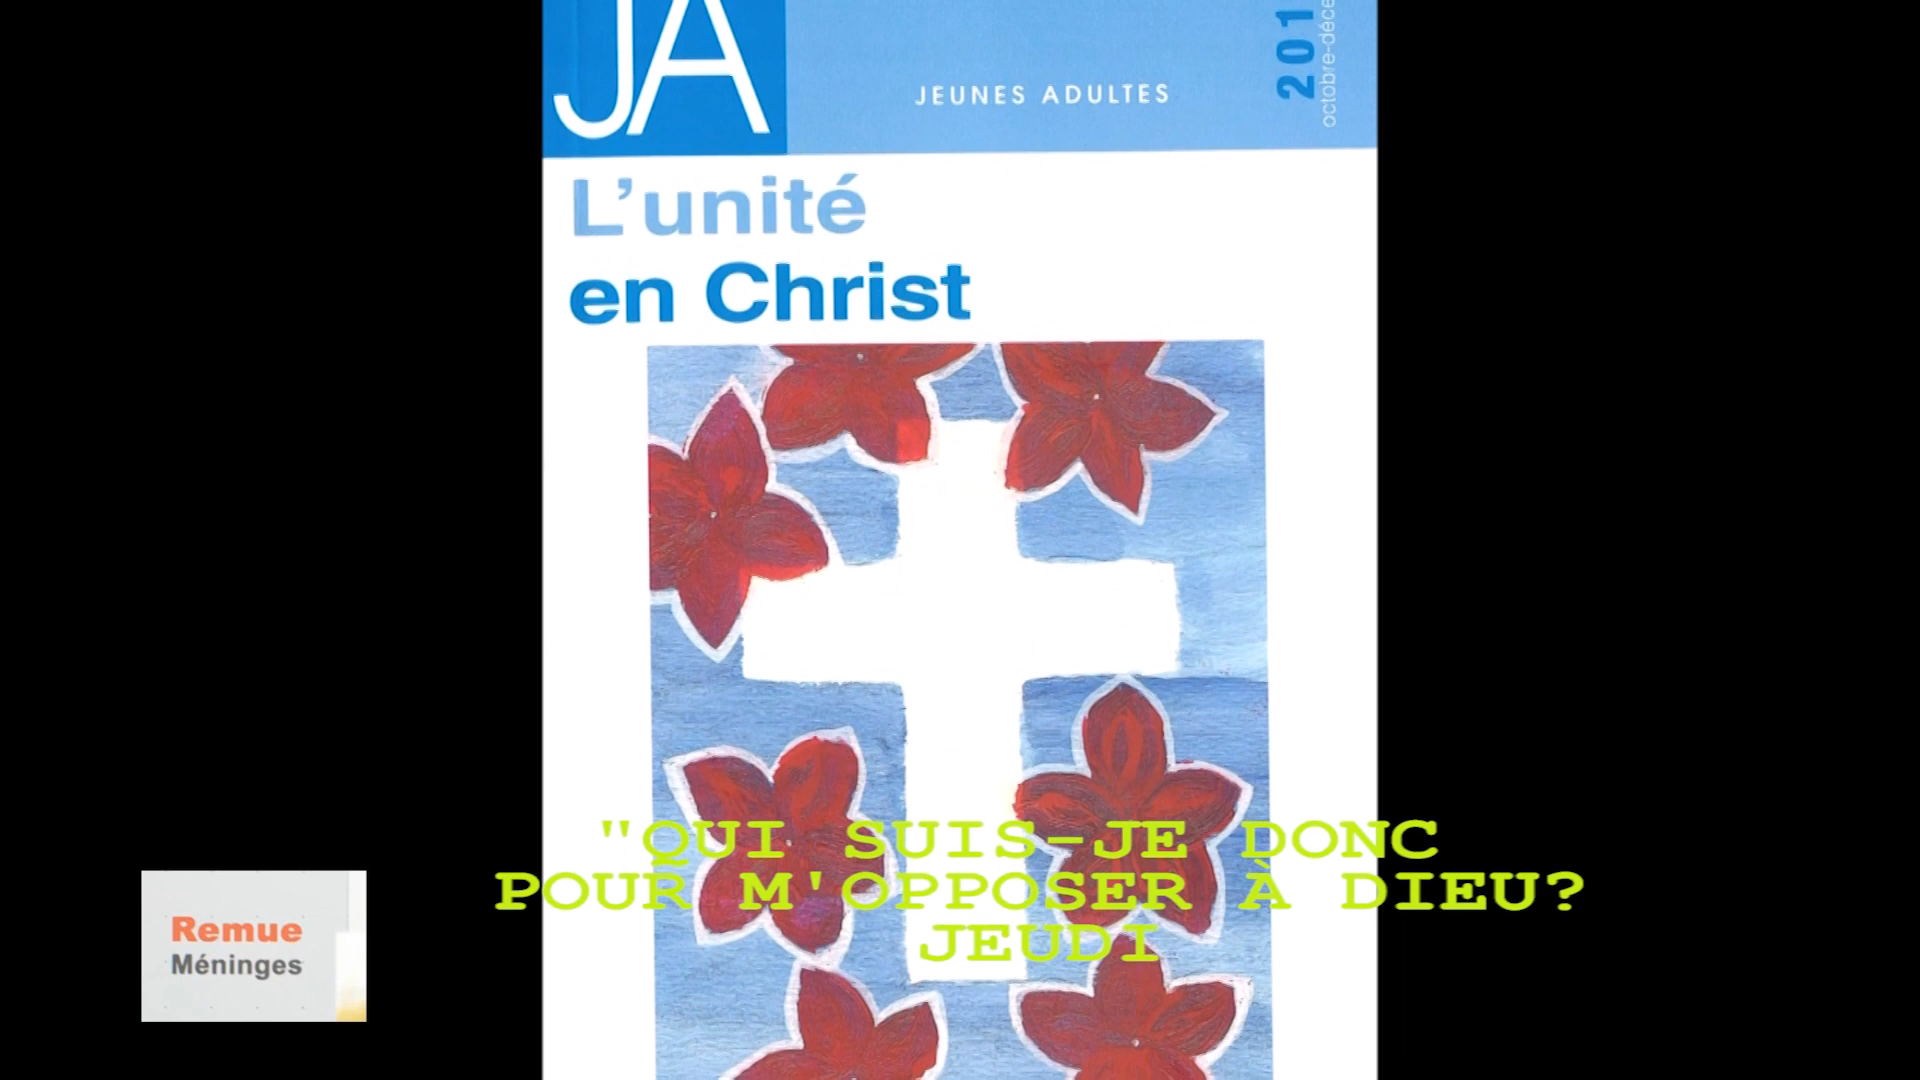 JA
JEUNES ADULTES
201
octobre-déce
L'unité
en Christ
"QUI SUIS-JE DONC
POUR M'OPPOSER À DIEU?
JEUDI
Remue
Méninges